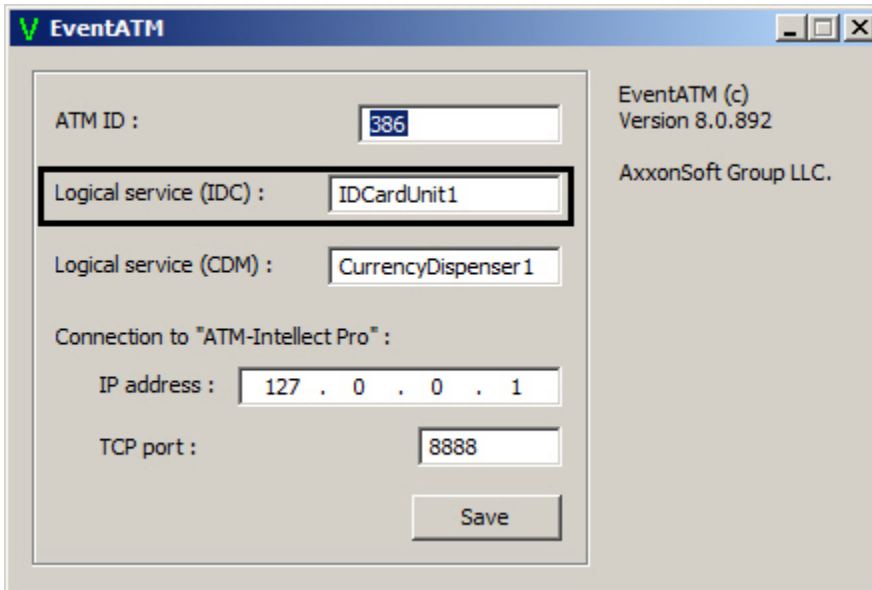 EventATM
ATM ID : 386
EventATM (c)
Version 8.0.892
Logical service (IDC) : IDCardUnit1
AxxonSoft Group LLC.
Logical service (CDM) : CurrencyDispenser1
Connection to "ATM-Intellect Pro" :
IP address : 127 . 0 . 0 . 1
TCP port : 8888
Save